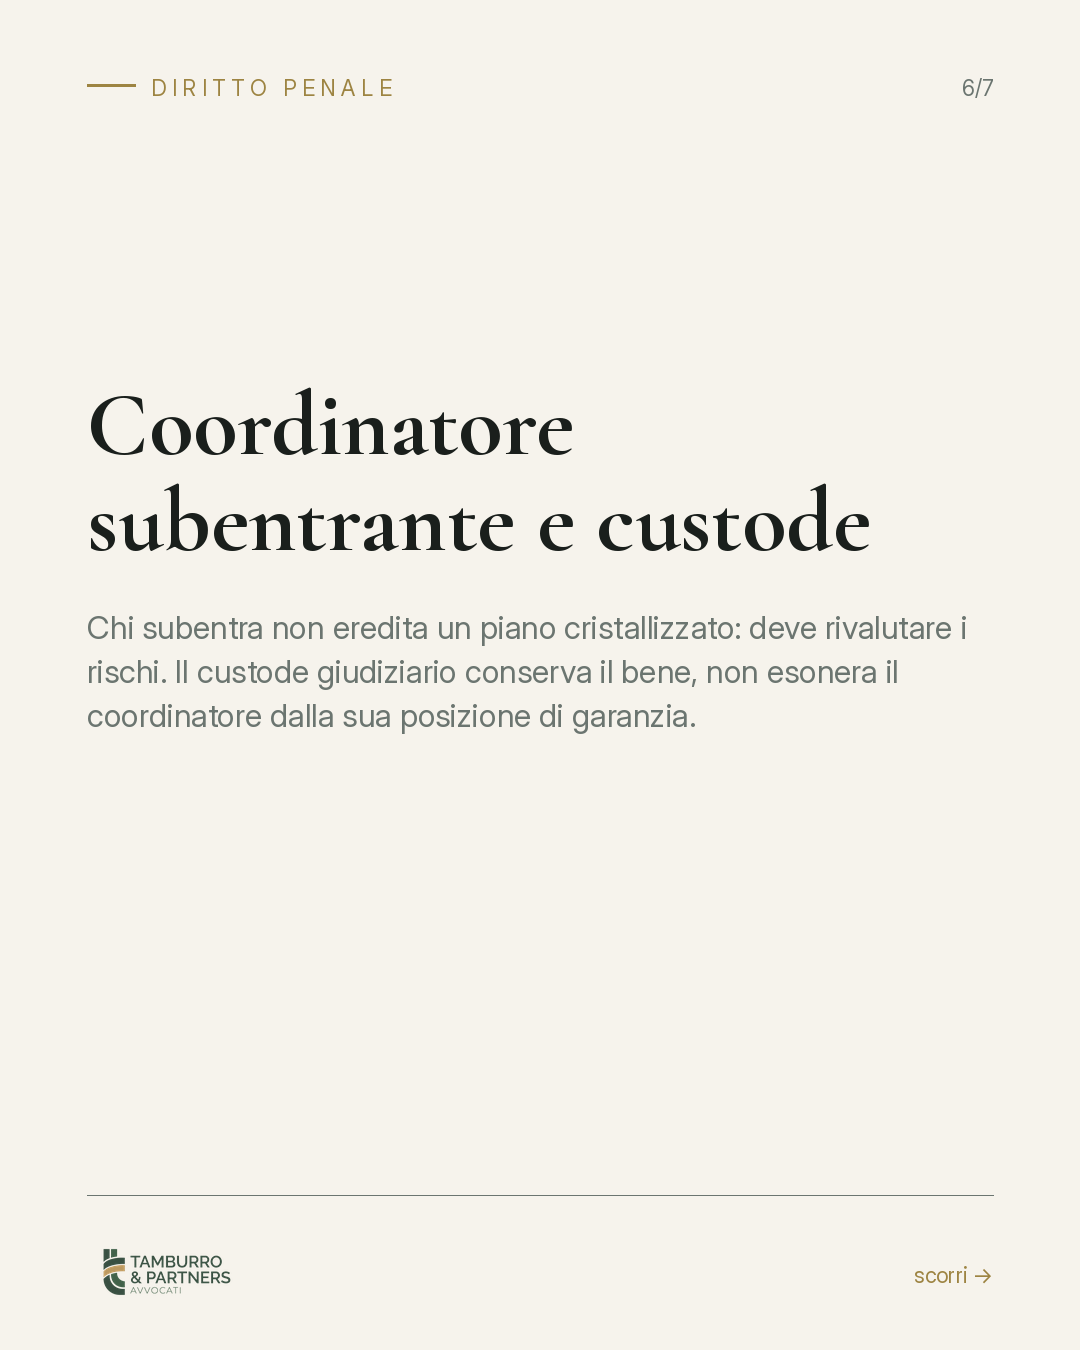 DIRITTO PENALE
6/7
Coordinatore
subentrante e custode
Chi subentra non eredita un piano cristallizzato: deve rivalutare i
rischi. Il custode giudiziario conserva il bene, non esonera il
coordinatore dalla sua posizione di garanzia.
TAMBURRO
& PARTNERS
AVVOCATI
scorri →